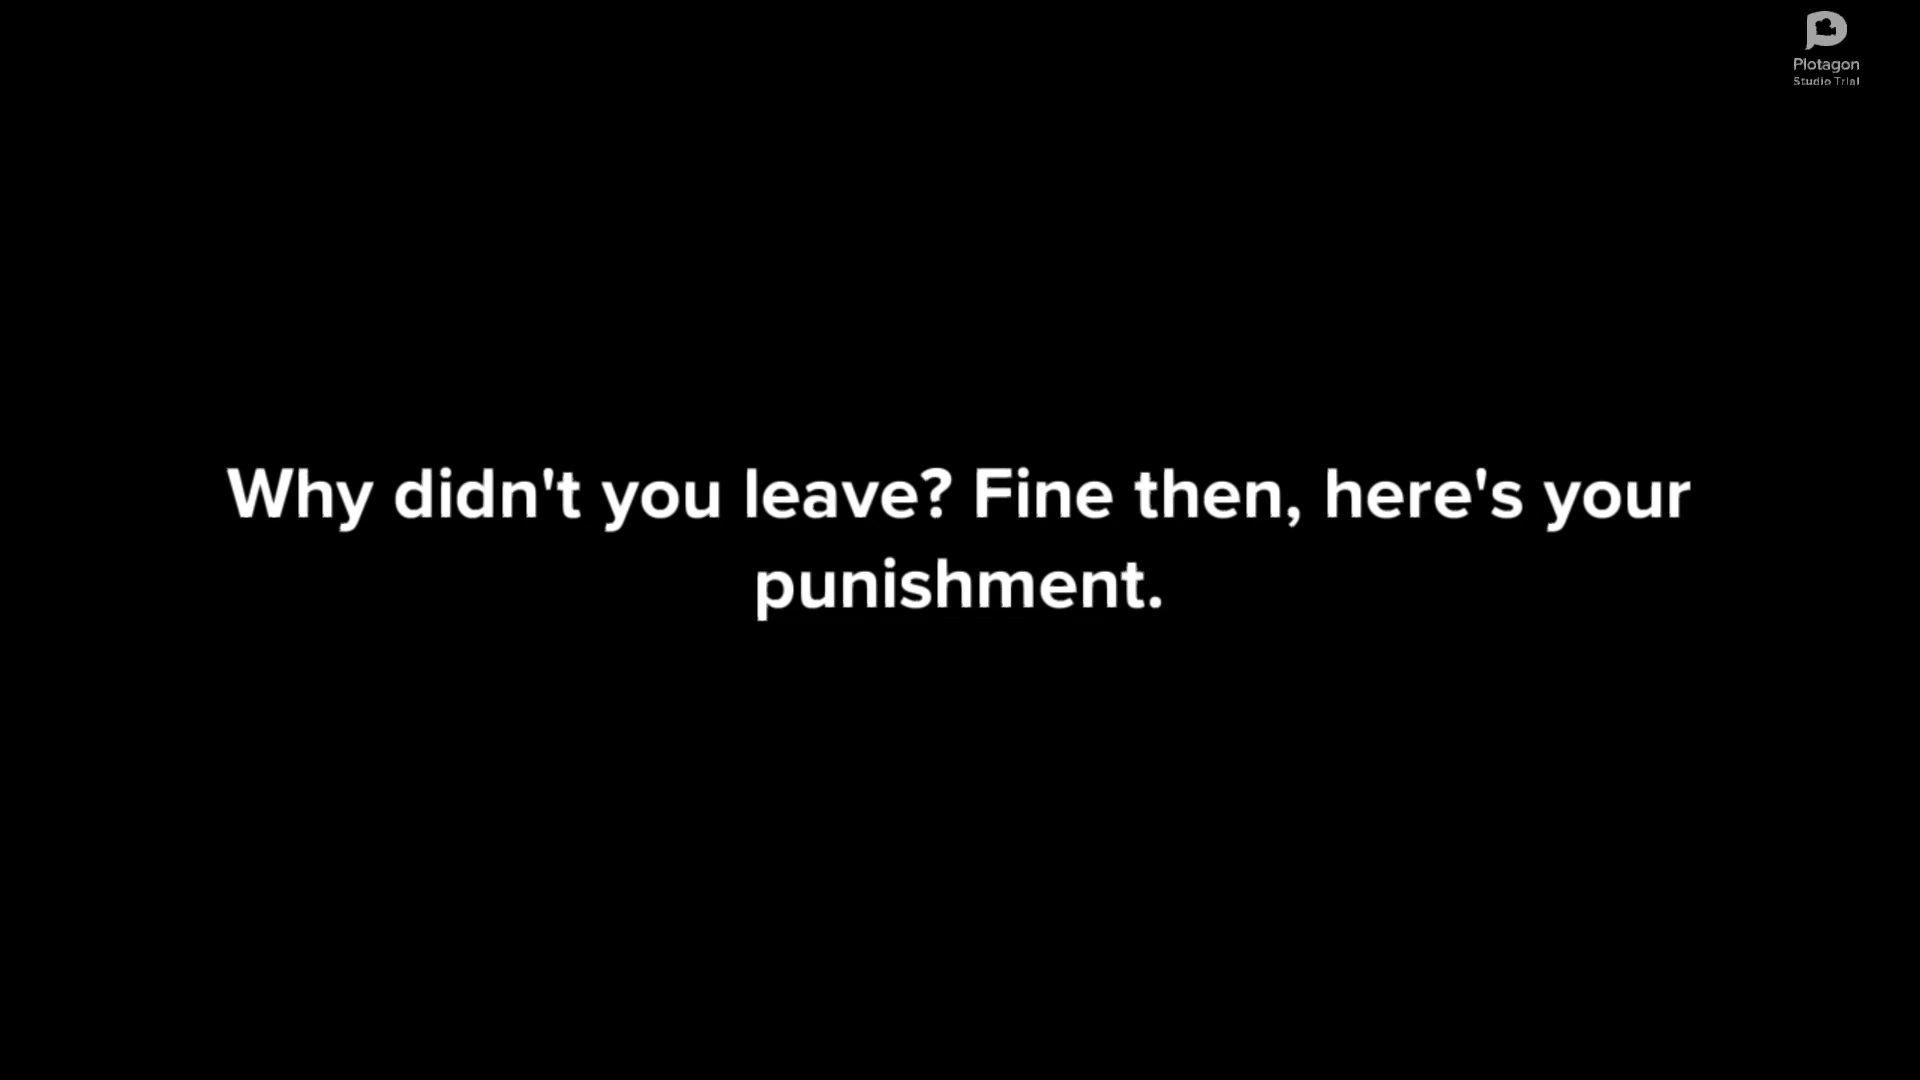 Plotagon
Studio Trial
Why didn't you leave? Fine then, here's your
punishment.